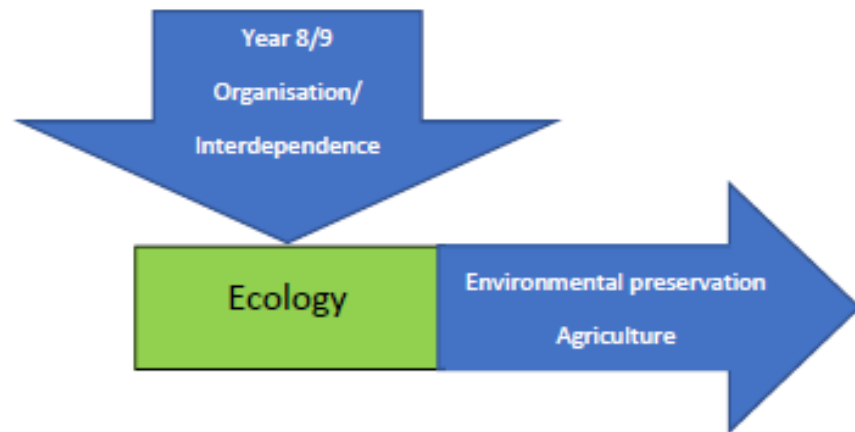 Year 8/9
Organisation/
Interdependence
Ecology
Environmental preservation
Agriculture